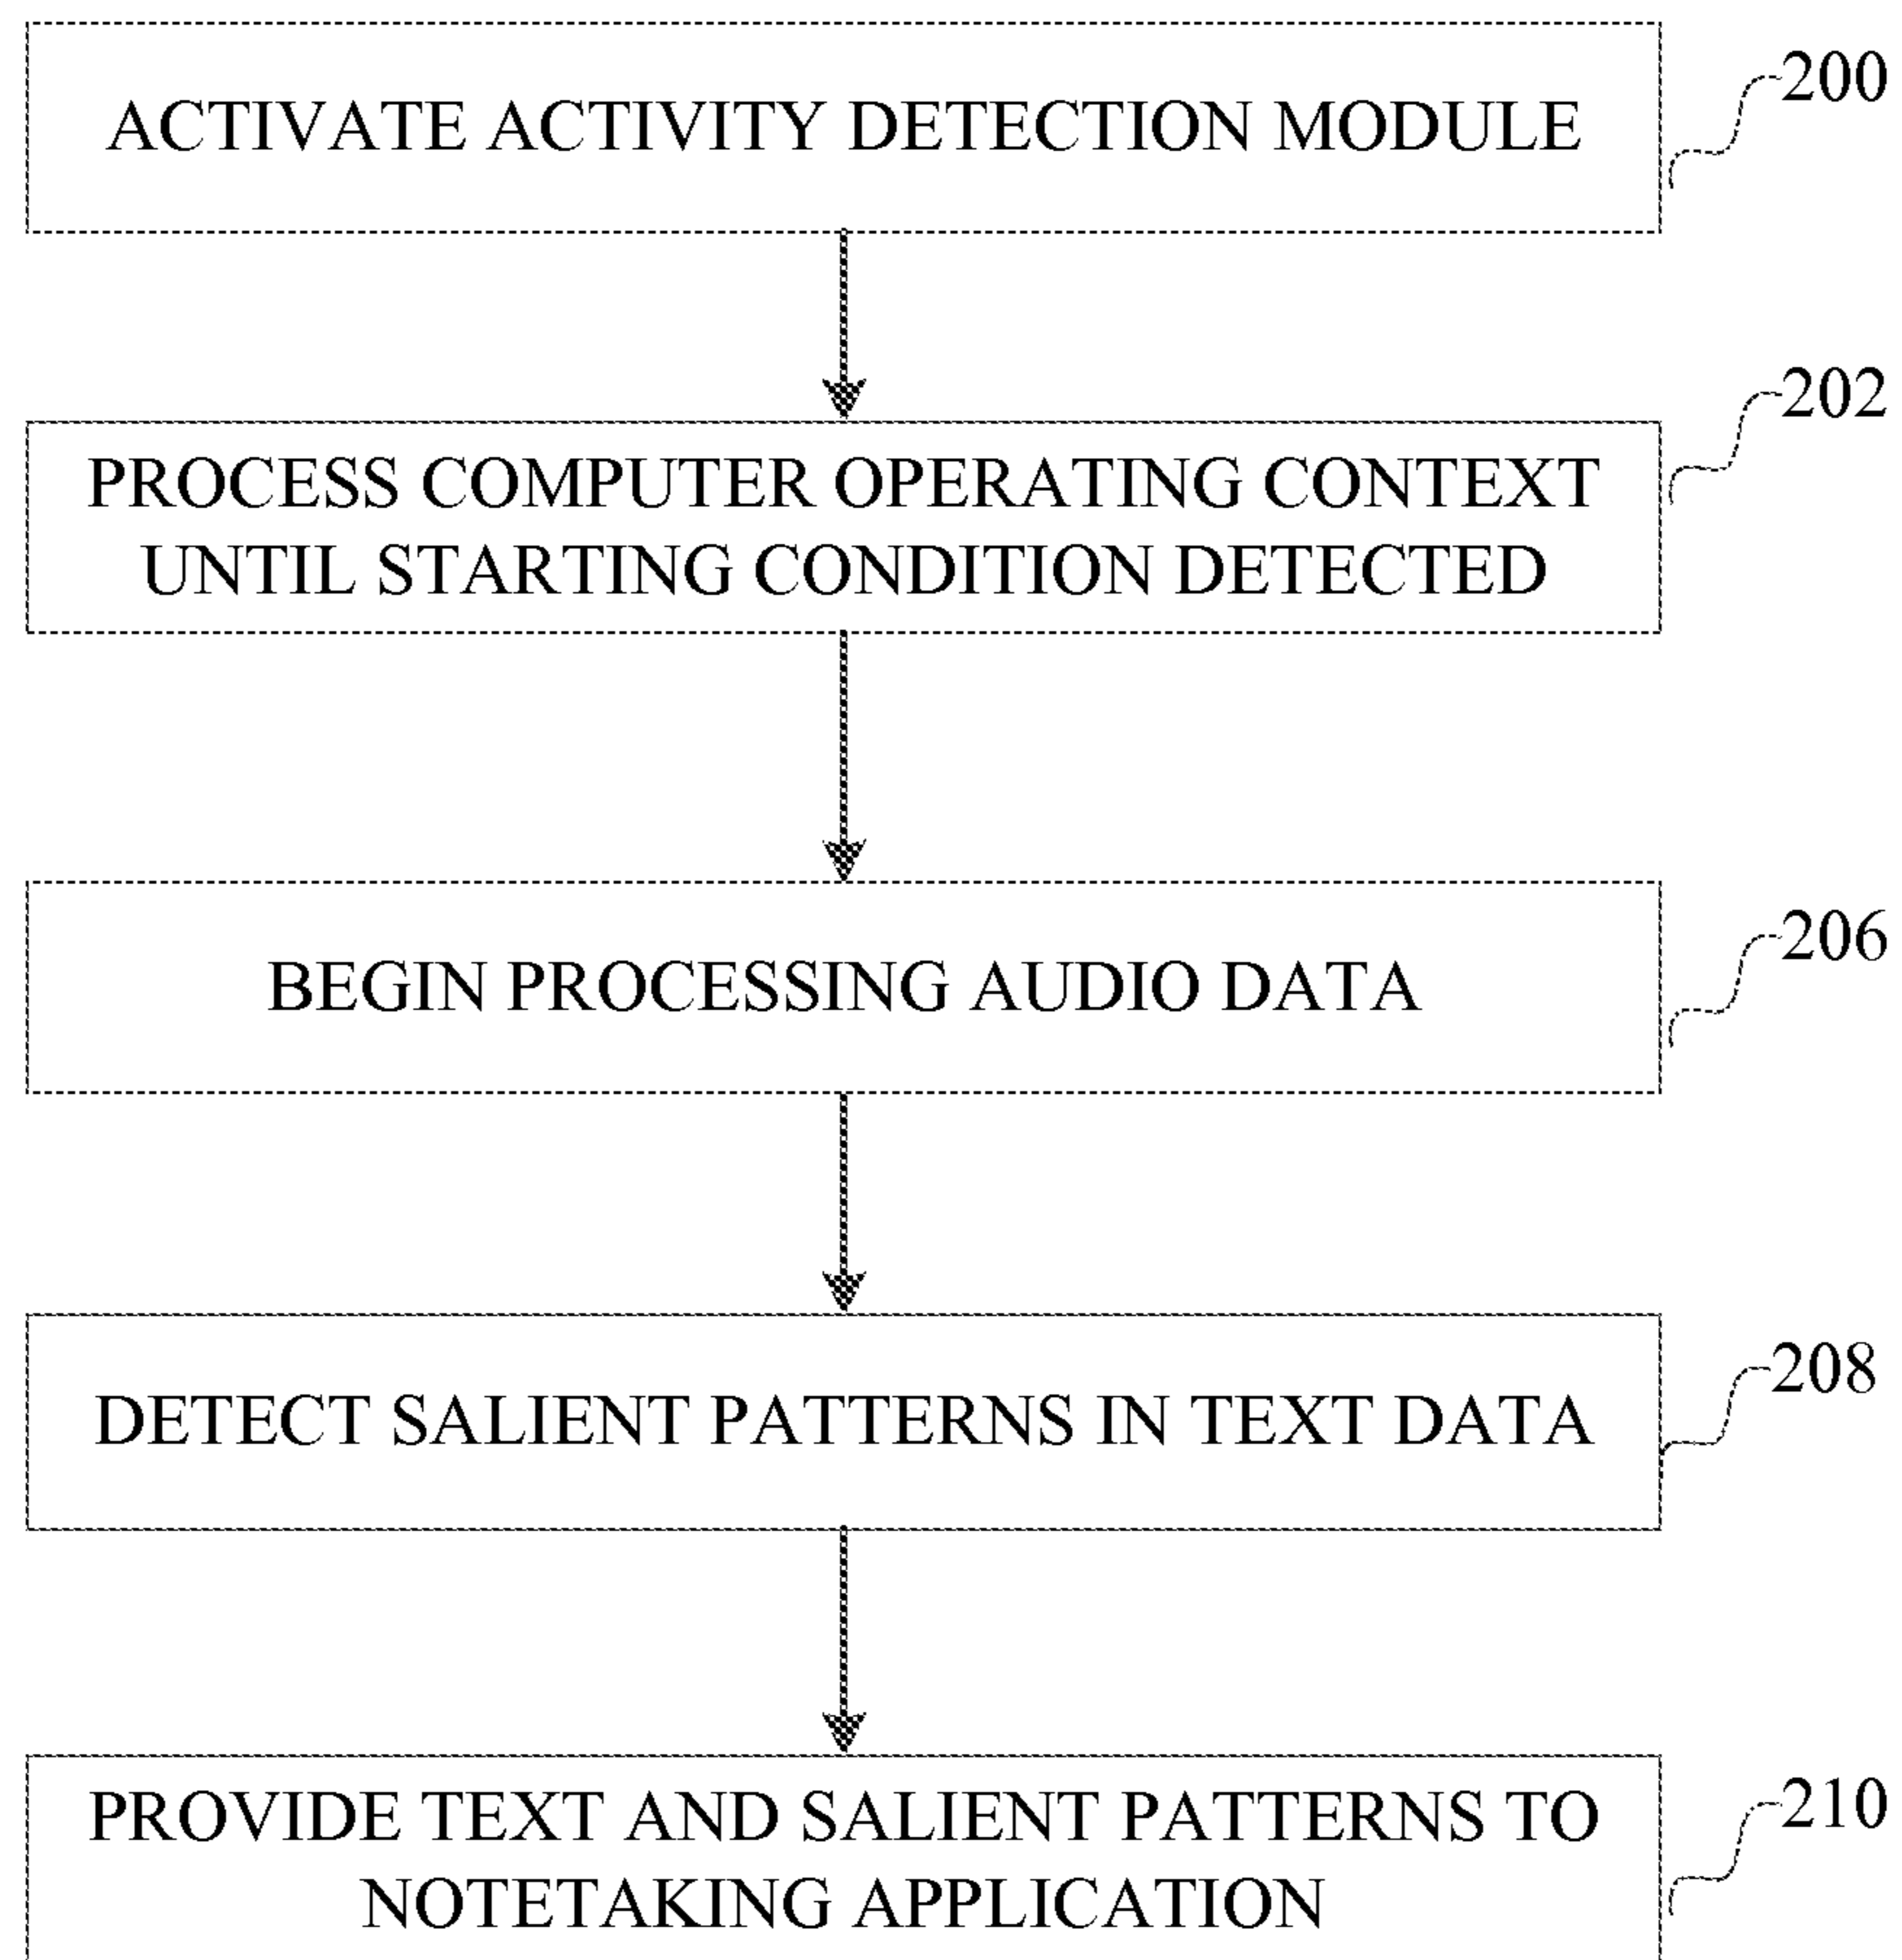 200
ACTIVATE ACTIVITY DETECTION MODULE
202
PROCESS COMPUTER OPERATING CONTEXT
UNTIL STARTING CONDITION DETECTED
206
BEGIN PROCESSING AUDIO DATA
208
DETECT SALIENT PATTERNS IN TEXT DATA
210
PROVIDE TEXT AND SALIENT PATTERNS TO
NOTETAKING APPLICATION